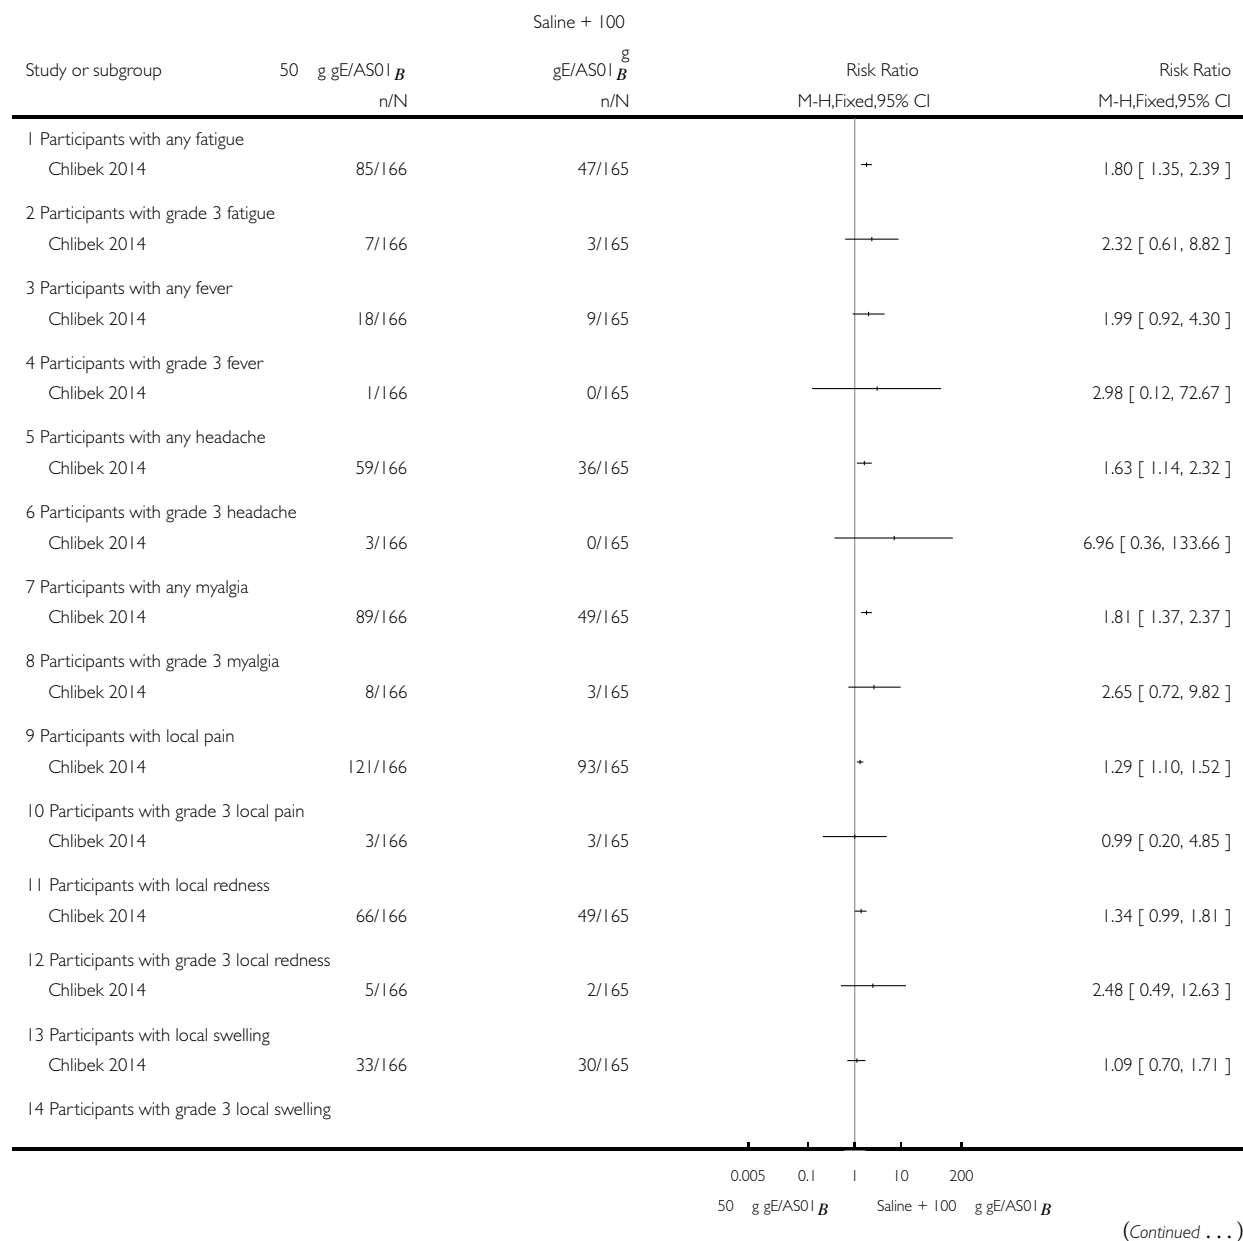 Saline + 100
g
Study or subgroup 50 g gE/AS01B gE/AS01B Risk Ratio Risk Ratio
n/N n/N M-H,Fixed,95% CI M-H,Fixed,95% CI
1 Participants with any fatigue
Chlibek 2014 85/166 47/165 1.80 [ 1.35, 2.39 ]
2 Participants with grade 3 fatigue
Chlibek 2014 7/166 3/165 2.32 [ 0.61, 8.82 ]
3 Participants with any fever
Chlibek 2014 18/166 9/165 1.99 [ 0.92, 4.30 ]
4 Participants with grade 3 fever
Chlibek 2014 1/166 0/165 2.98 [ 0.12, 72.67 ]
5 Participants with any headache
Chlibek 2014 59/166 36/165 1.63 [ 1.14, 2.32 ]
6 Participants with grade 3 headache
Chlibek 2014 3/166 0/165 6.96 [ 0.36, 133.66 ]
7 Participants with any myalgia
Chlibek 2014 89/166 49/165 1.81 [ 1.37, 2.37 ]
8 Participants with grade 3 myalgia
Chlibek 2014 8/166 3/165 2.65 [ 0.72, 9.82 ]
9 Participants with local pain
Chlibek 2014 121/166 93/165 1.29 [ 1.10, 1.52 ]
10 Participants with grade 3 local pain
Chlibek 2014 3/166 3/165 0.99 [ 0.20, 4.85 ]
11 Participants with local redness
Chlibek 2014 66/166 49/165 1.34 [ 0.99, 1.81 ]
12 Participants with grade 3 local redness
Chlibek 2014 5/166 2/165 2.48 [ 0.49, 12.63 ]
13 Participants with local swelling
Chlibek 2014 33/166 30/165 1.09 [ 0.70, 1.71 ]
14 Participants with grade 3 local swelling
0.005 0.1 1 10 200
50 g gE/AS01B Saline + 100 g gE/AS01B
(Continued . . . )